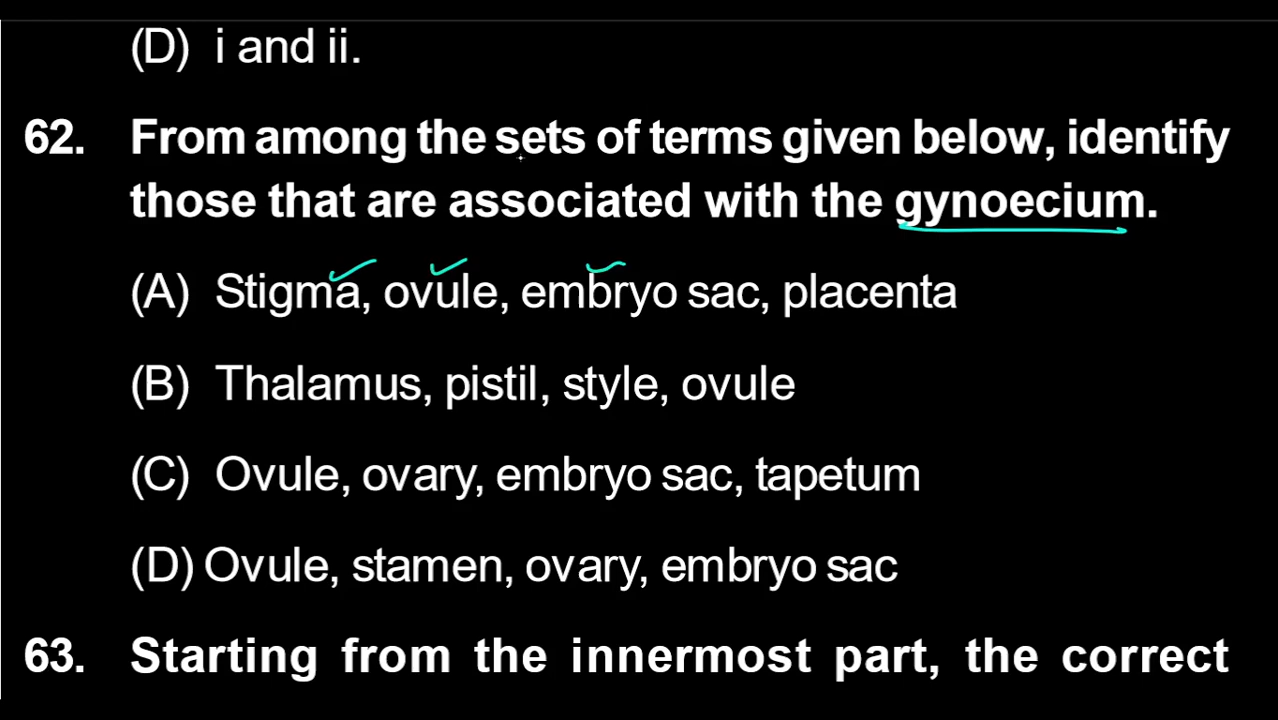 (D) i and ii.
62. From among the sets of terms given below, identify
those that are associated with the gynoecium.
(A) Stigma, ovule, embryo sac, placenta
(B) Thalamus, pistil, style, ovule
(C) Ovule, ovary, embryo sac, tapetum
(D) Ovule, stamen, ovary, embryo sac
63. Starting from the innermost part, the correct